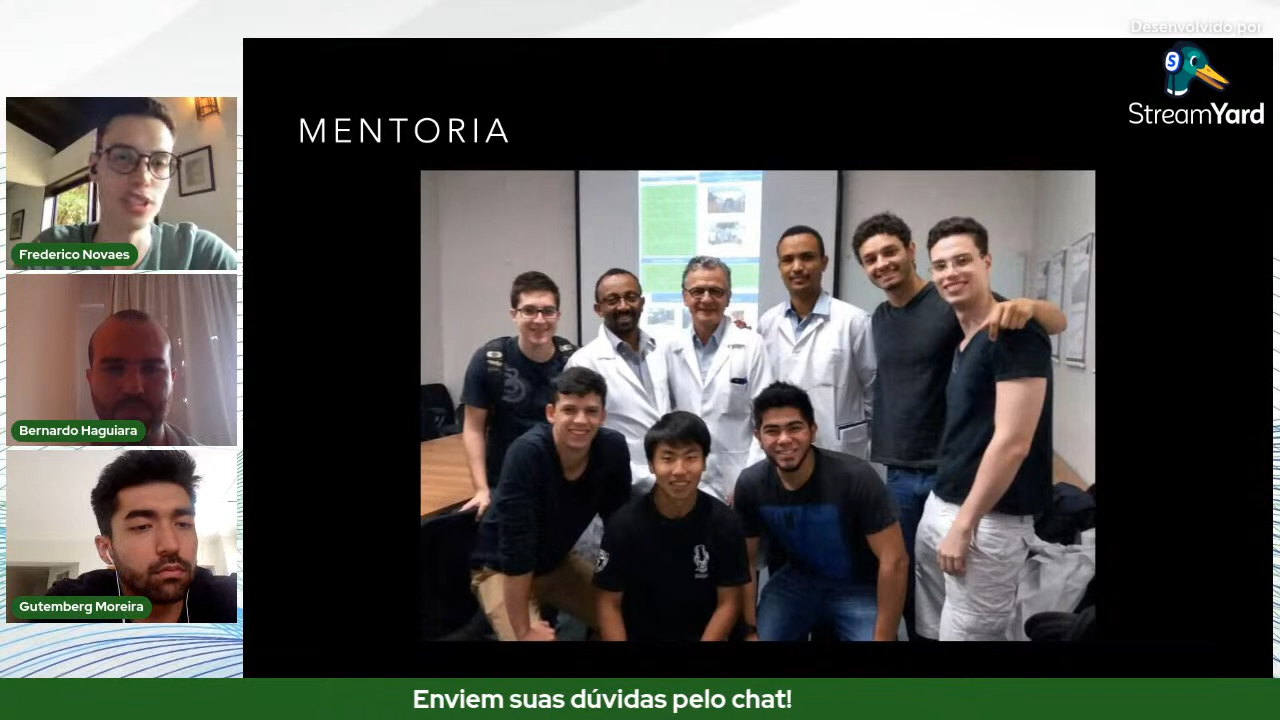 Desenvolvido por
StreamYard
MENTORIA
Frederico Novaes
Bernardo Haguiara
Gutemberg Moreira
Enviem suas dúvidas pelo chat!